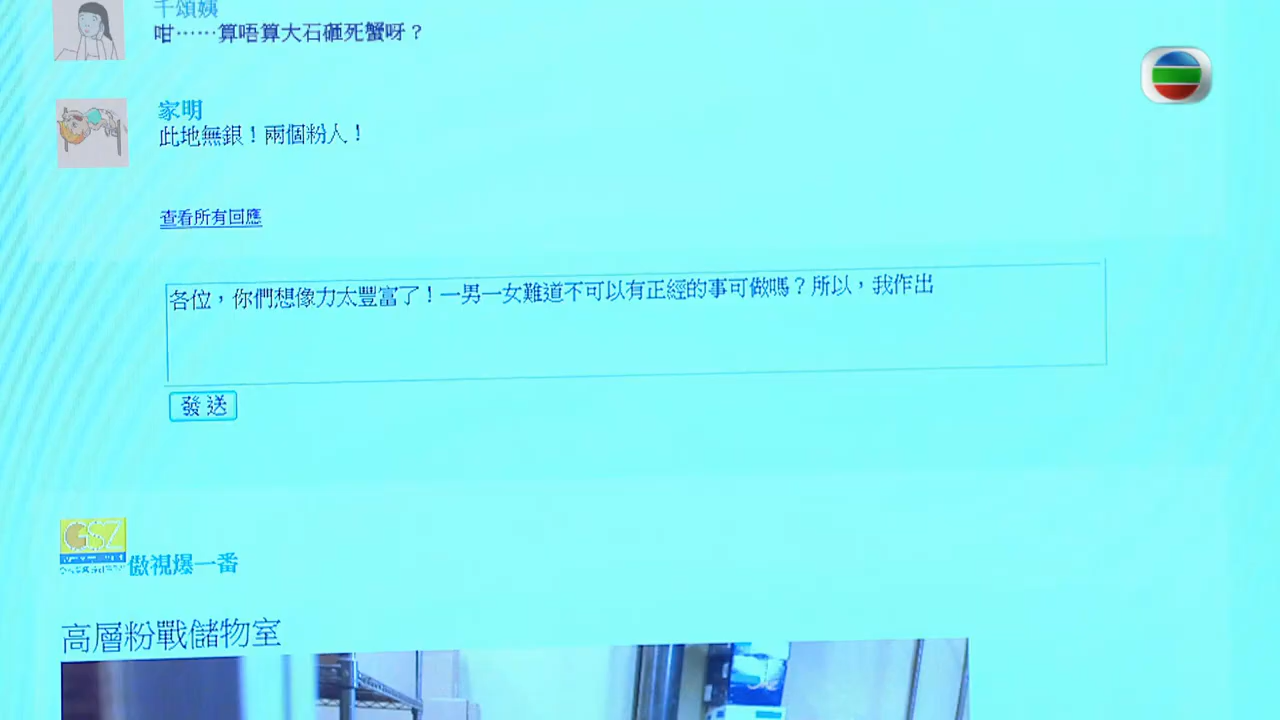 千頌姨
咁⋯⋯算唔算大石砸死蟹呀？
家明
此地無銀！兩個粉人！
查看所有回應
各位，你們想像力太豐富了！一男一女難道不可以有正經的事可做嗎？所以，我作出
發送
GSZ
傲視爆一番
高層粉戰儲物室